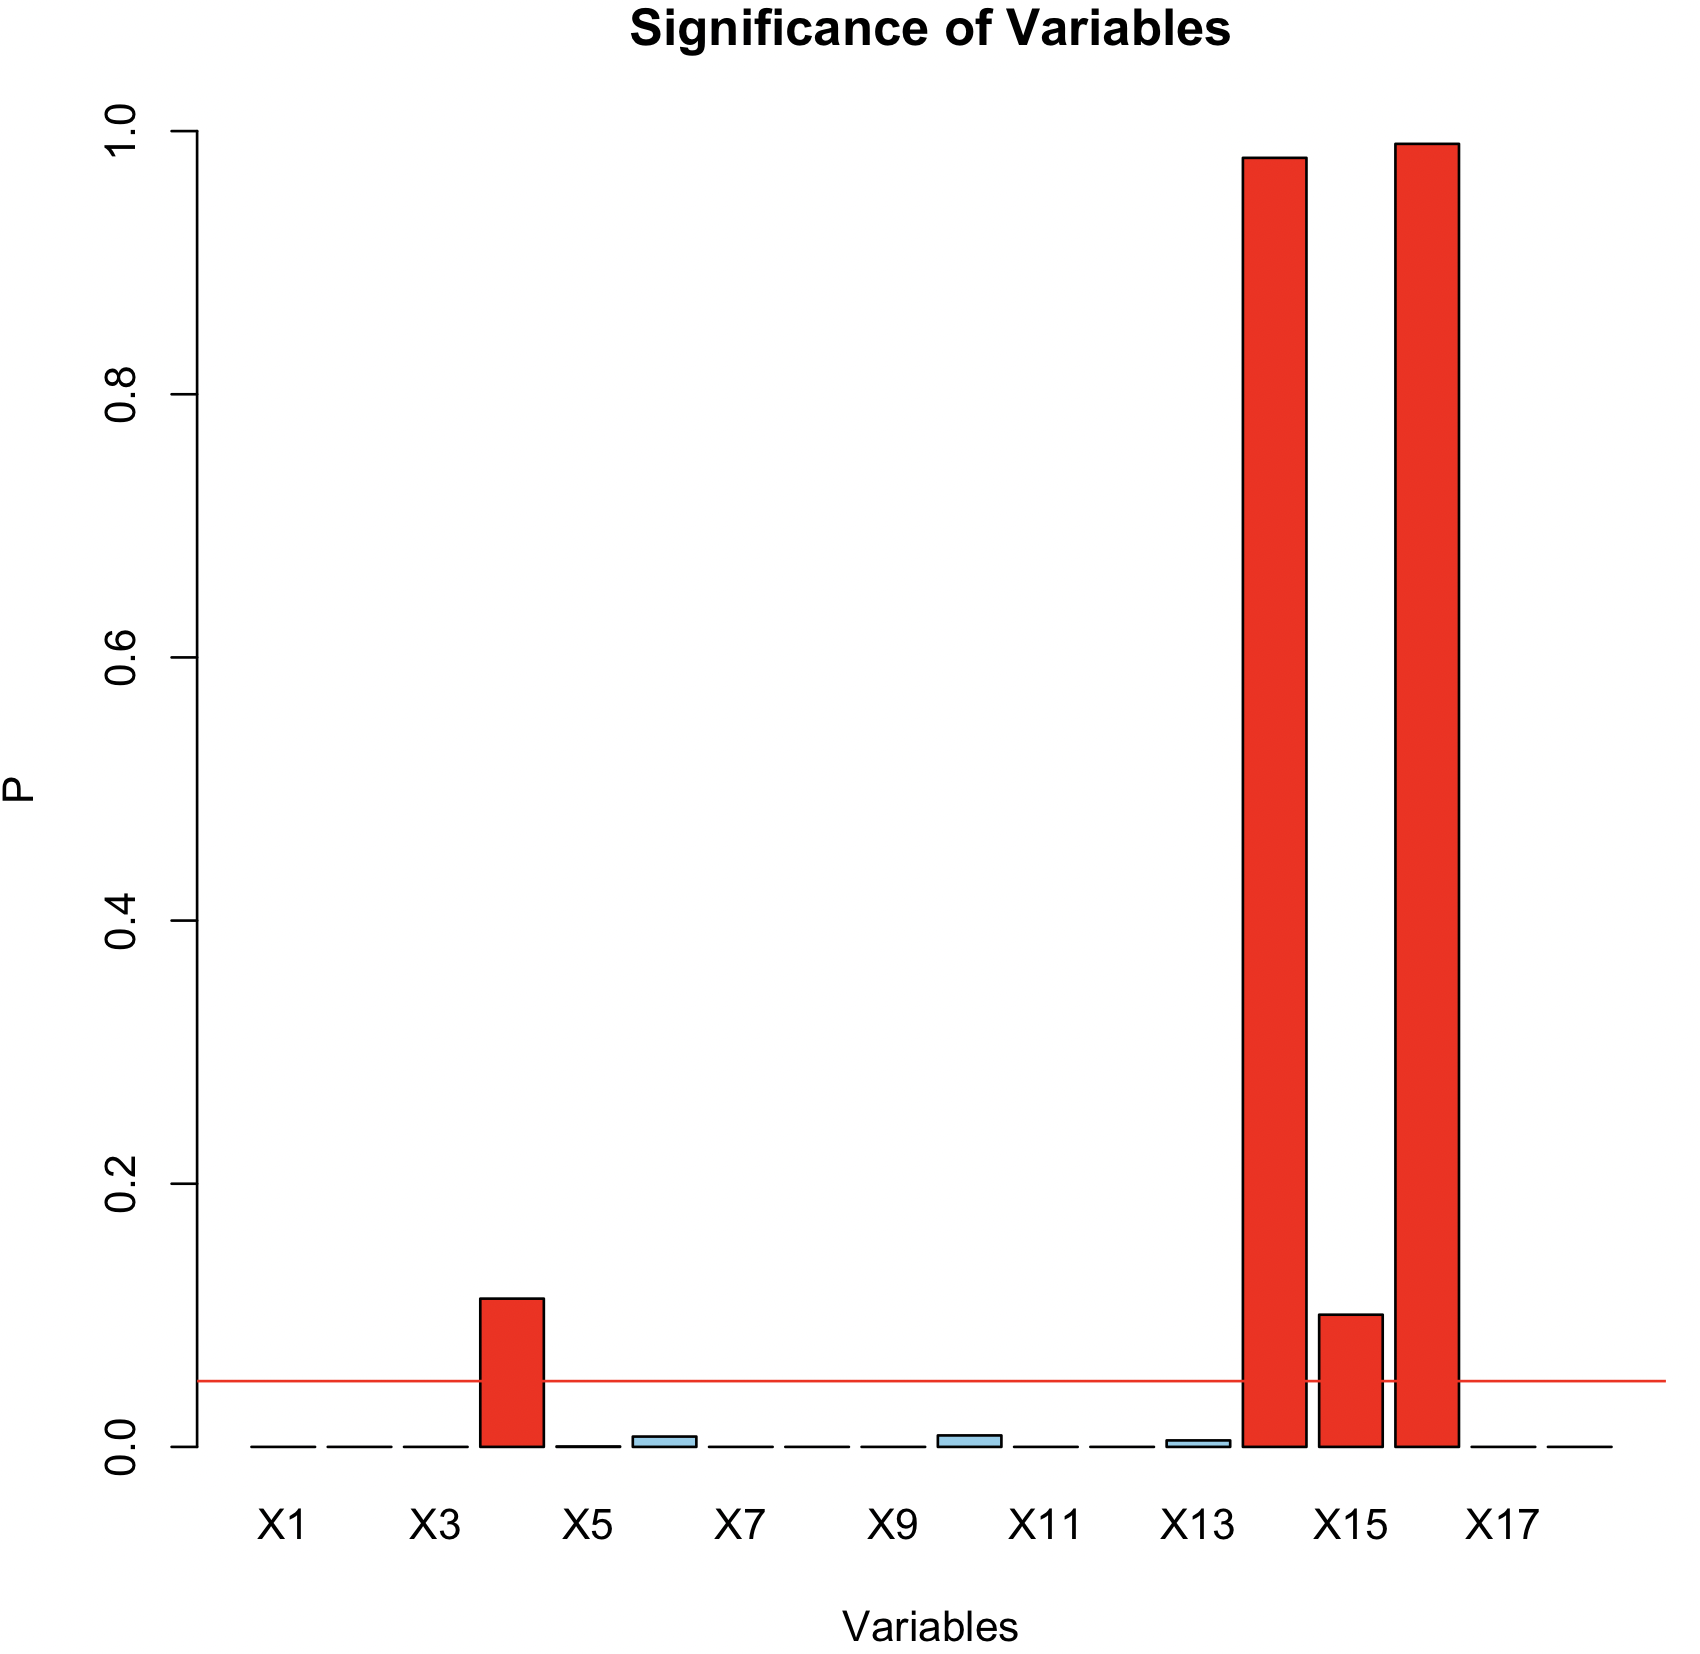 Significance of Variables
1.0
0.8
0.6
0.4
0.2
0.0
P
X1 X3 X5 X7 X9 X11 X13 X15 X17
Variables